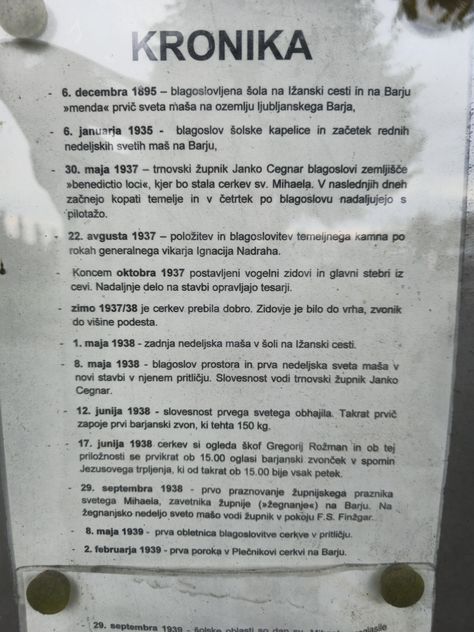 KRONIKA
- 6. decembra 1895 – blagoslovljena šola na Ižanski cesti in na Barju
»menda« prvič sveta maša na ozemlju ljubljanskega Barja,
- 6. januarja 1935 - blagoslov šolske kapelice in začetek rednih
nedeljskih svetih maš na Barju,
- 30. maja 1937 – trnovski župnik Janko Cegnar blagoslovi zemljišče
»benedictio loci«, kjer bo stala cerkev sv. Mihaela. V naslednjih dneh
začnejo kopati temelje in v četrtek po blagoslovu nadaljujejo s
pilotažo.
- 22. avgusta 1937 – položitev in blagoslovitev temeljnega kamna po
rokah generalnega vikarja Ignacija Nadraha.
- Koncem oktobra 1937 postavljeni vogelni zidovi in glavni stebri iz
cevi. Nadaljnje delo na stavbi opravljajo tesarji.
- zimo 1937/38 je cerkev prebila dobro. Zidovje je bilo do vrha, zvonik
do višine podesta.
- 1. maja 1938 - zadnja nedeljska maša v šoli na Ižanski cesti.
- 8. maja 1938 - blagoslov prostora in prva nedeljska sveta maša v
novi stavbi v njenem pritličju. Slovesnost vodi trnovski župnik Janko
Cegnar.
- 12. junija 1938 - slovesnost prvega svetega obhajila. Takrat prvič
zapoje prvi barjanski zvon, ki tehta 150 kg.
- 17. junija 1938 cerkev si ogleda škof Gregorij Rožman in ob tej
priložnosti se prvikrat ob 15.00 oglasi barjanski zvonček v spomin
Jezusovega trpljenja, ki od takrat ob 15.00 bije vsak petek.
- 29. septembra 1938 - prvo praznovanje župnijskega praznika
svetega Mihaela, zavetnika župnije (»žegnanje«) na Barju. Na
žegnanjsko nedeljo sveto mašo vodi župnik v pokoju F.S. Finžgar.
- 8. maja 1939 - prva obletnica blagoslovitve cerkve v pritličju.
- 2. februarja 1939 - prva poroka v Plečnikovi cerkvi na Barju.
- 29. septembra 1939 - šolske oblasti so dan sv.